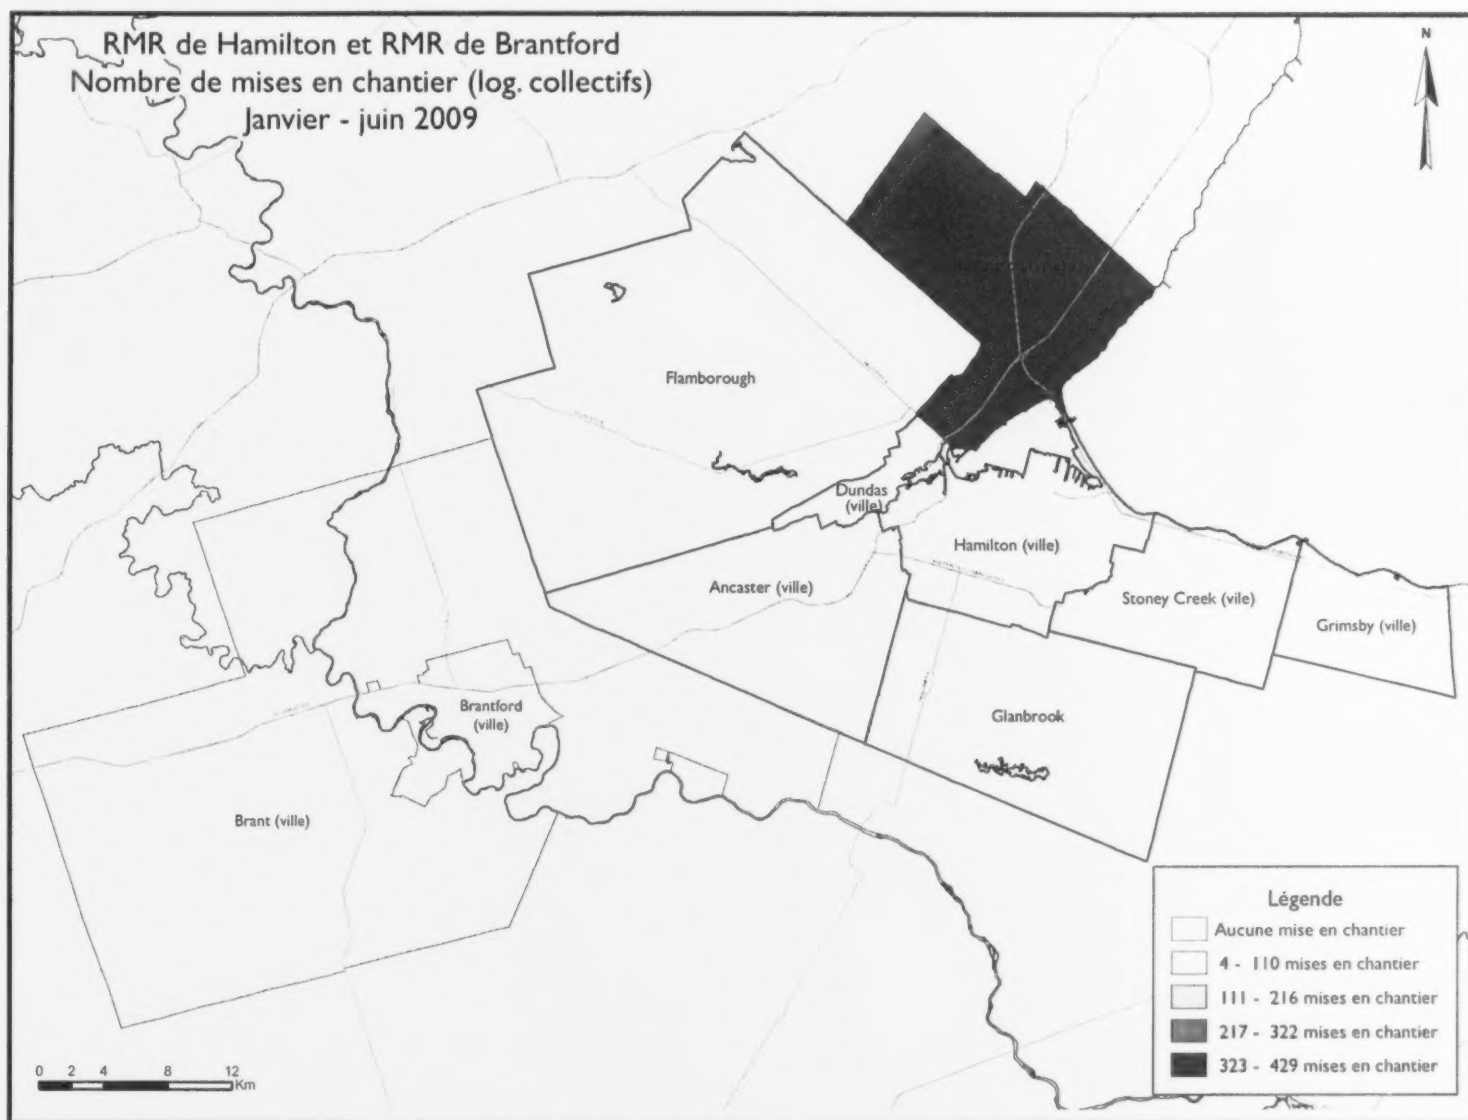 RMR de Hamilton et RMR de Brantford
Nombre de mises en chantier (log. collectifs)
Janvier - juin 2009
N
Flamborough
Dundas
(ville)
Hamilton (ville)
Ancaster (ville)
Stoney Creek (vile)
Grimsby (ville)
Brantford
(ville)
Glanbrook
Brant (ville)
Légende
Aucune mise en chantier
4 - 110 mises en chantier
111 - 216 mises en chantier
217 - 322 mises en chantier
323 - 429 mises en chantier
0 2 4 8 12
Km